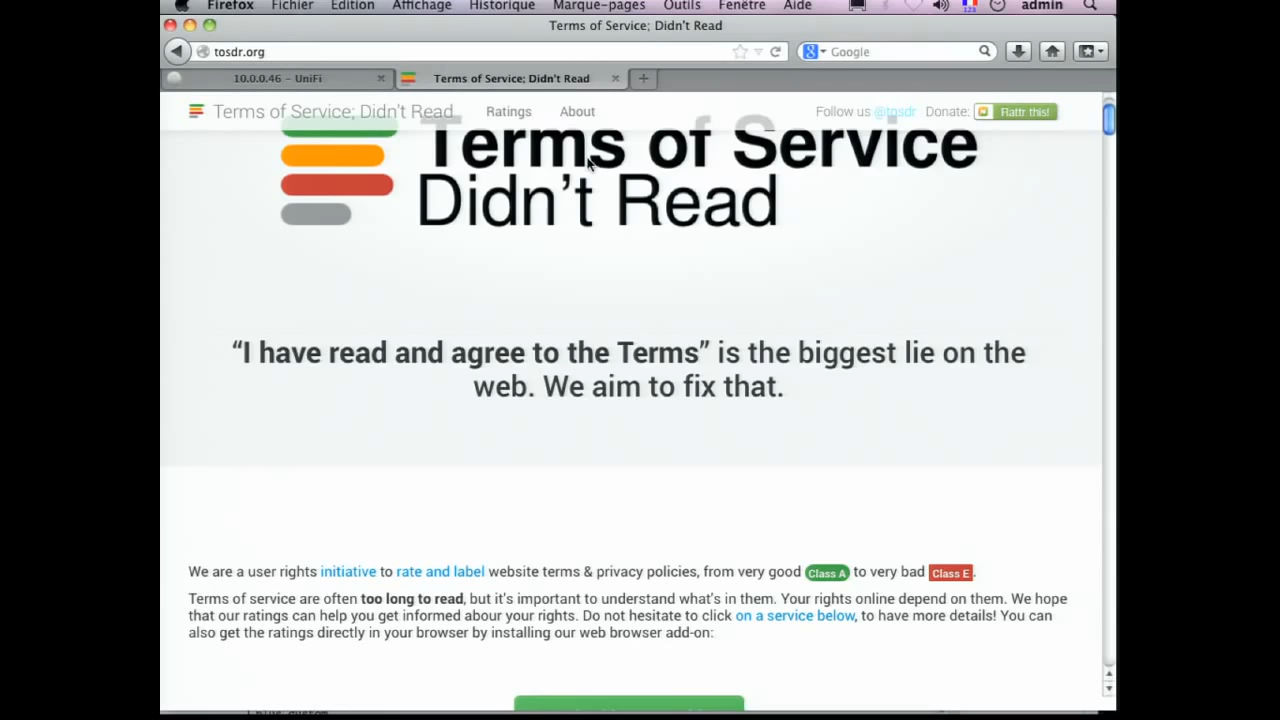 Firefox Fichier Edition Affichage Historique Marque-pages Outils Fenêtre Aide admin
Terms of Service; Didn't Read
tosdr.org Google
10.0.0.46 – UniFi Terms of Service; Didn't Read
Terms of Service; Didn't Read Ratings About Follow us @tosdr Donate: Flattr this!
Terms of Service
Didn't Read
“I have read and agree to the Terms” is the biggest lie on the
web. We aim to fix that.
We are a user rights initiative to rate and label website terms & privacy policies, from very good Class A to very bad Class E.
Terms of service are often too long to read, but it's important to understand what's in them. Your rights online depend on them. We hope
that our ratings can help you get informed abour your rights. Do not hesitate to click on a service below, to have more details! You can
also get the ratings directly in your browser by installing our web browser add-on: